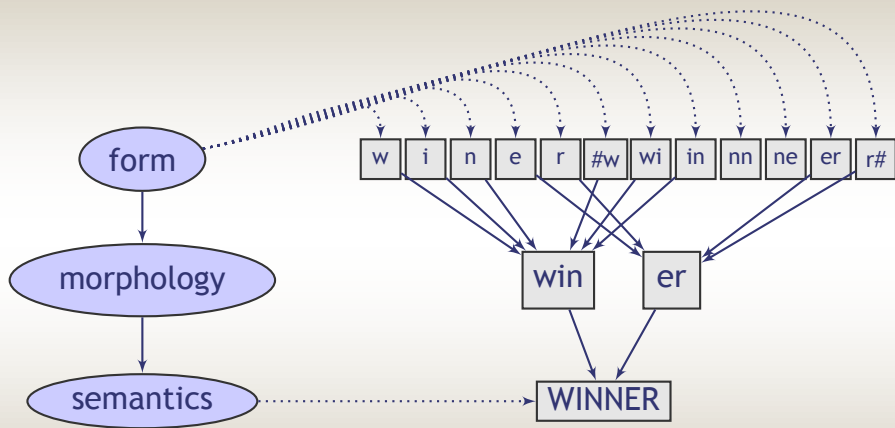 form
w i n e r #w wi in nn ne er r#
morphology
win er
semantics
WINNER